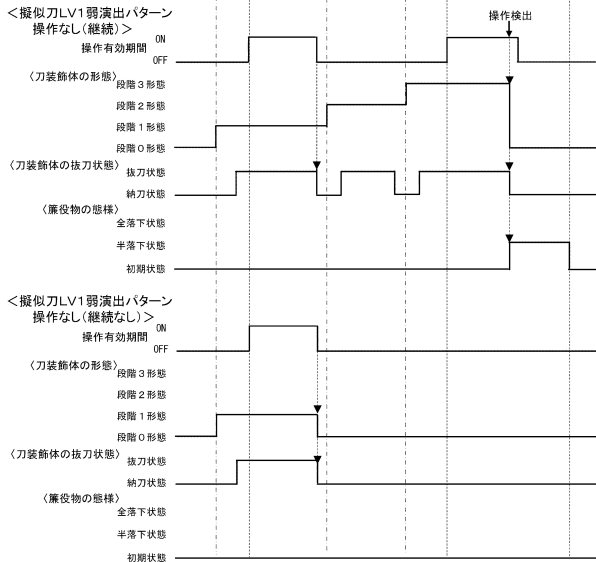 ＜擬似刀ＬＶ１弱演出パターン
操作なし（継続）＞
操作検出
操作有効期間
ON
OFF
〈刀装飾体の形態〉
段階３形態
段階２形態
段階１形態
段階０形態
〈刀装飾体の抜刀状態〉
抜刀状態
納刀状態
〈簾役物の態様〉
全落下状態
半落下状態
初期状態
＜擬似刀ＬＶ１弱演出パターン
操作なし（継続なし）＞
操作有効期間
ON
OFF
〈刀装飾体の形態〉
段階３形態
段階２形態
段階１形態
段階０形態
〈刀装飾体の抜刀状態〉
抜刀状態
納刀状態
〈簾役物の態様〉
全落下状態
半落下状態
初期状態